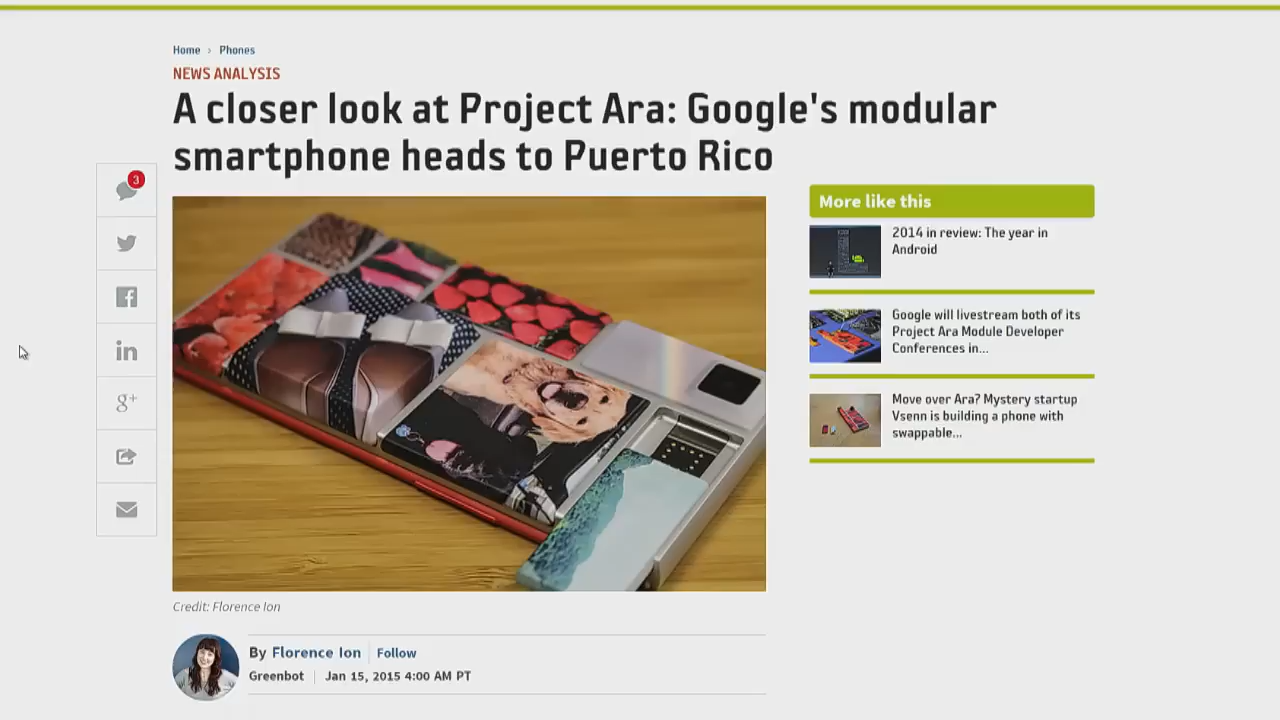 Home › Phones
NEWS ANALYSIS
A closer look at Project Ara: Google's modular
smartphone heads to Puerto Rico
3
g+
in
Credit: Florence Ion
By Florence Ion Follow
Greenbot Jan 15, 2015 4:00 AM PT
More like this
2014 in review: The year in
Android
Google will livestream both of its
Project Ara Module Developer
Conferences in...
Move over Ara? Mystery startup
Vsenn is building a phone with
swappable...